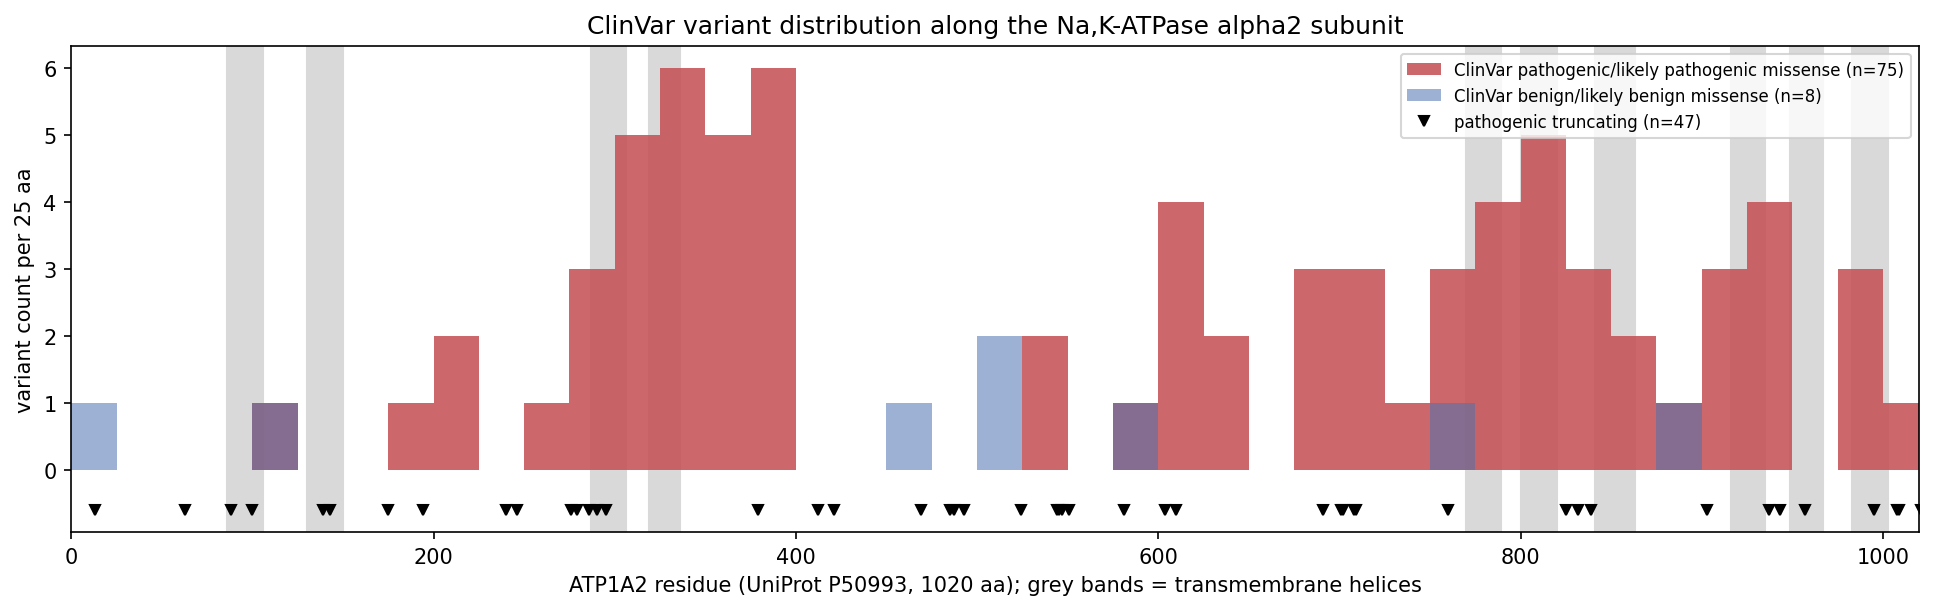 ClinVar variant distribution along the Na,K-ATPase alpha2 subunit
ClinVar pathogenic/likely pathogenic missense (n=75)
ClinVar benign/likely benign missense (n=8)
pathogenic truncating (n=47)
variant count per 25 aa
6
5
4
3
2
1
0
0 200 400 600 800 1000
ATP1A2 residue (UniProt P50993, 1020 aa); grey bands = transmembrane helices